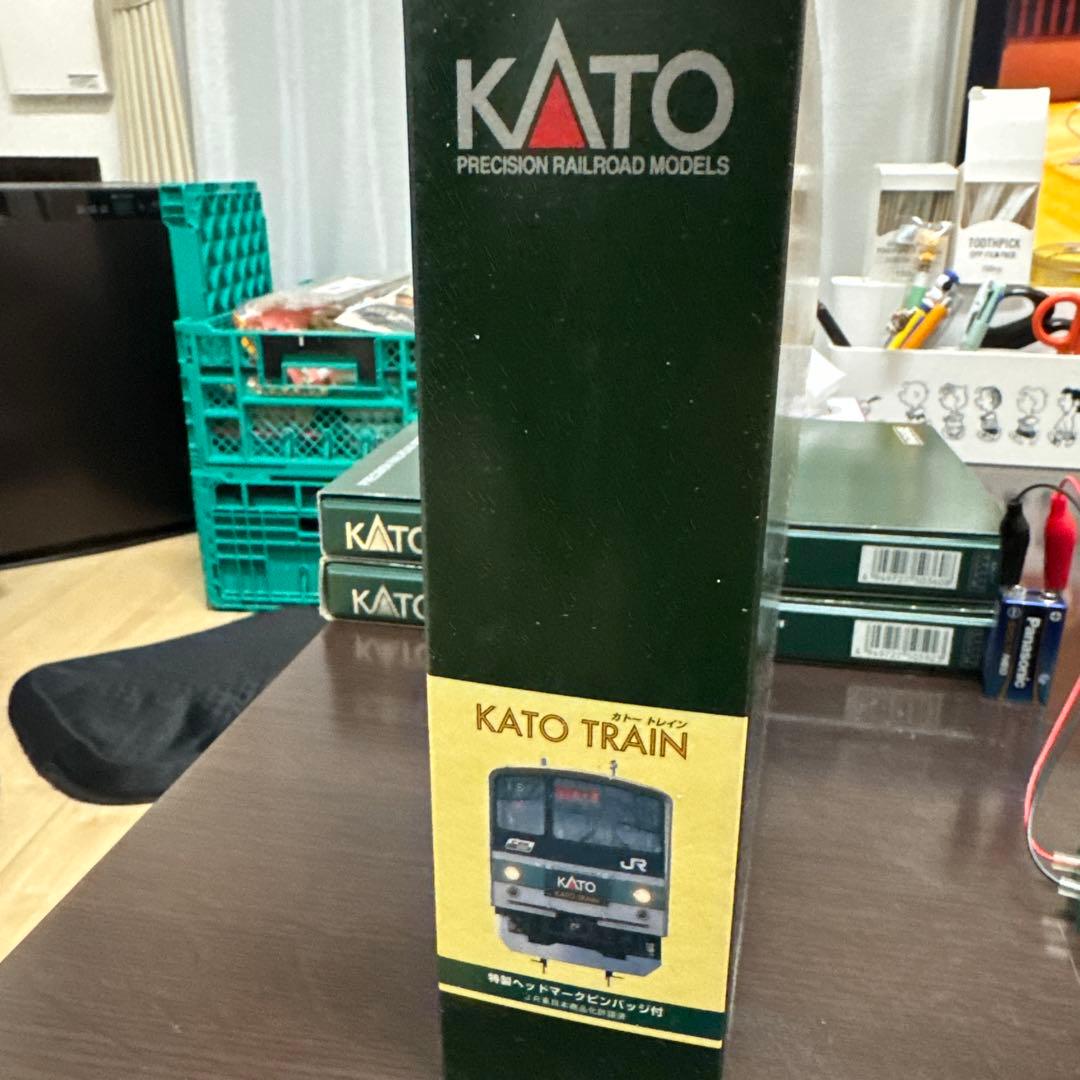 KATO
PRECISION RAILROAD MODELS
TOOTHPICK
KATO
KATO
Panasonic
カトー トレイン
KATO TRAIN
JR
KATO
KATO TRAIN
特製ヘッドマークピンバッジ付
JR東日本商品化許諾済